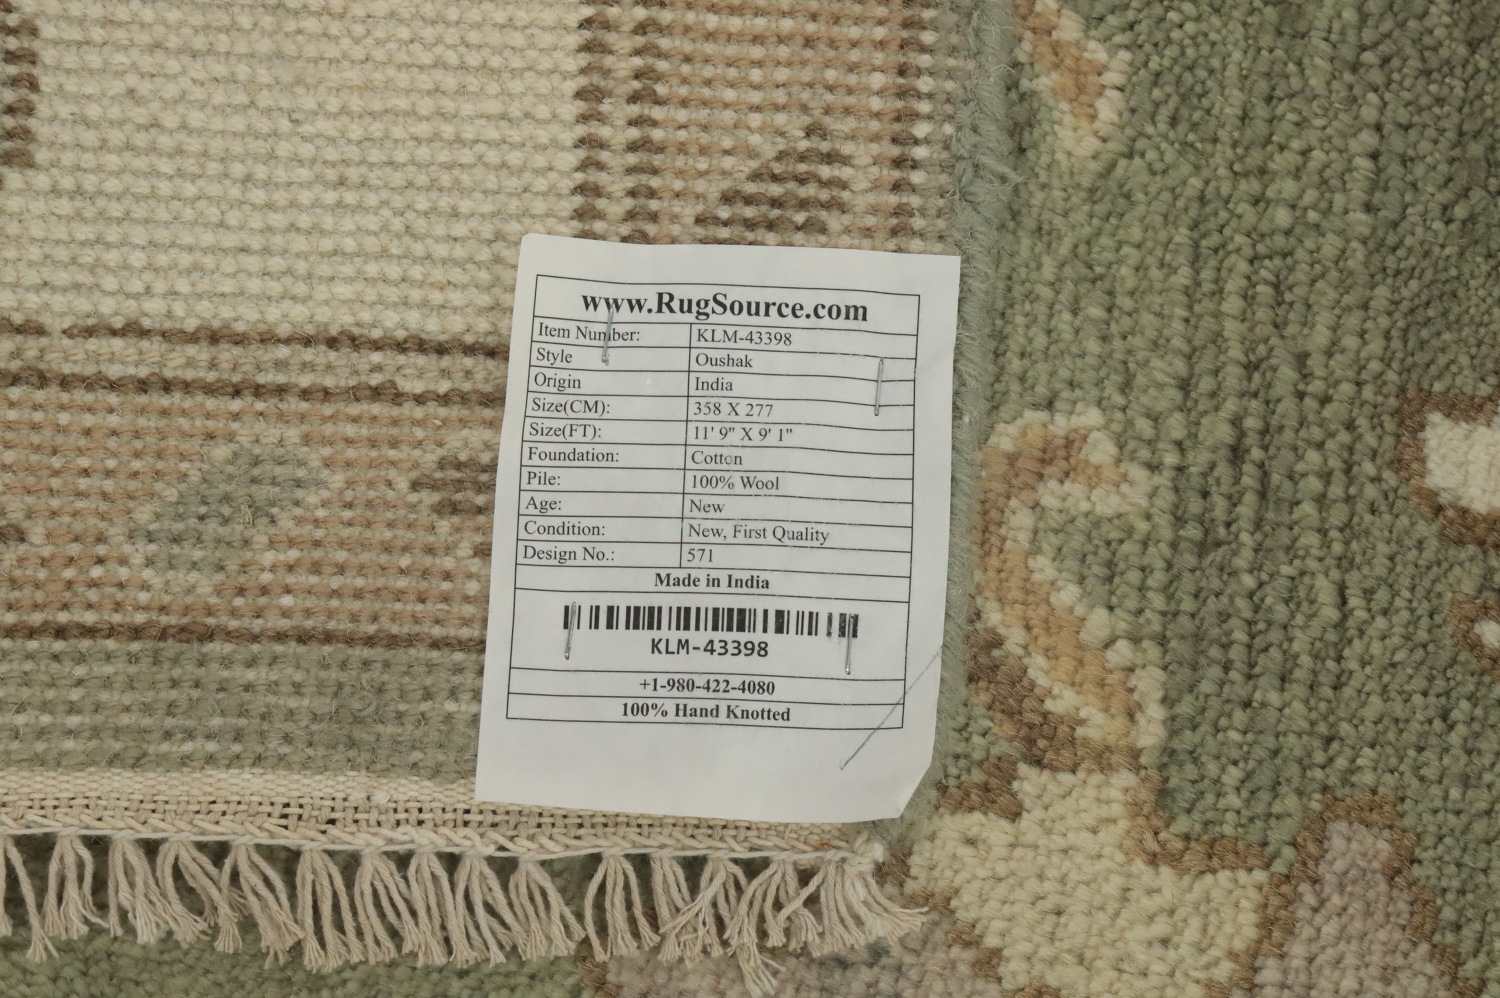 www.RugSource.com
Item Number: KLM-43398
Style Oushak
Origin India
Size(CM): 358 X 277
Size(FT): 11' 9" X 9' 1"
Foundation: Cotton
Pile: 100% Wool
Age: New
Condition: New, First Quality
Design No.: 571
Made in India
KLM-43398
+1-980-422-4080
100% Hand Knotted